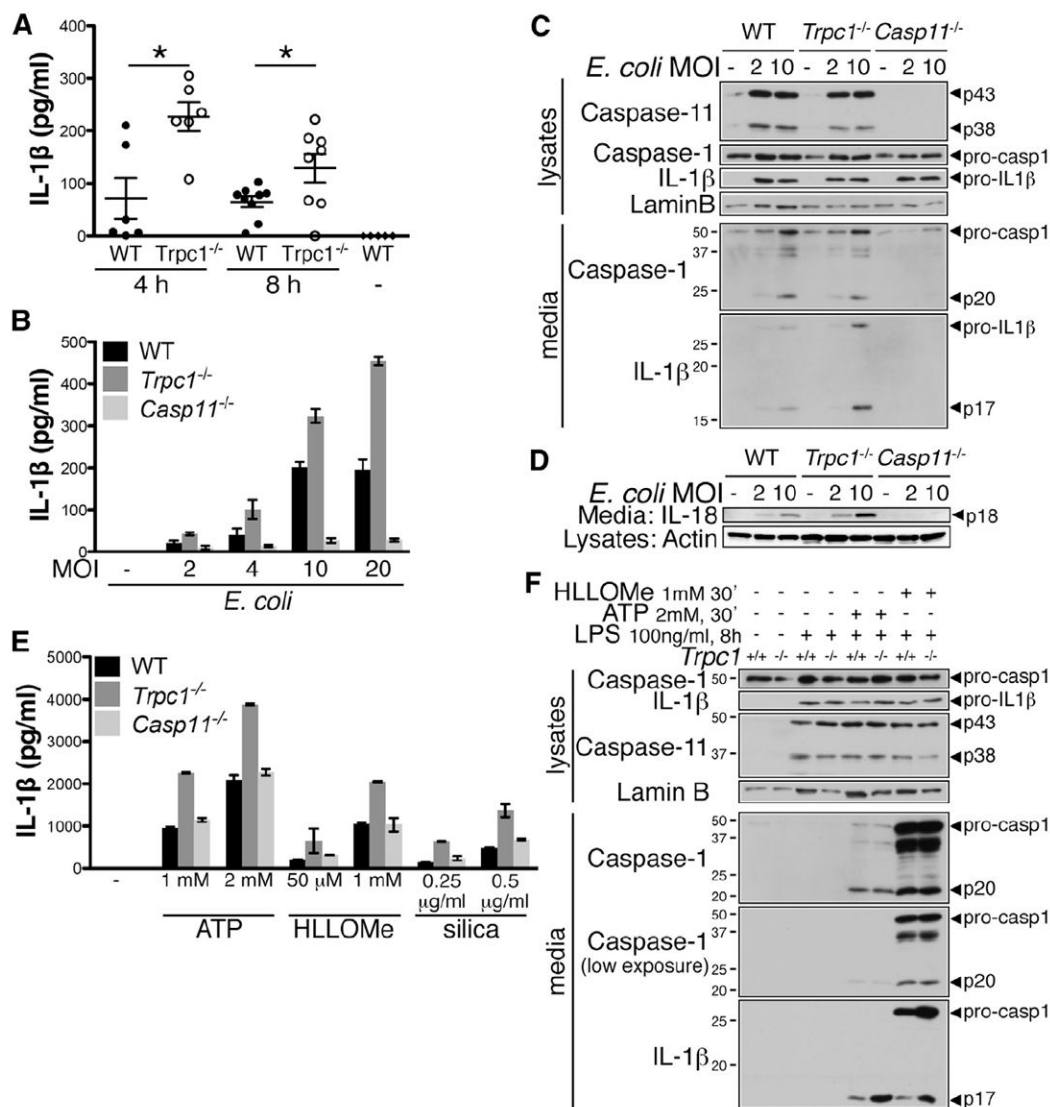 A
IL-1β (pg/ml)
400
300
200
100
0
*
*
WT Trpc1-/- WT Trpc1-/- WT
4 h 8 h -
B
IL-1β (pg/ml)
500
400
300
200
100
0
WT
Trpc1-/-
Casp11-/-
MOI - 2 4 10 20
E. coli
C
WT Trpc1-/- Casp11-/-
E. coli MOI - 2 10 - 2 10 - 2 10
lysates
Caspase-11
p43
p38
Caspase-1 pro-casp1
IL-1β pro-IL1β
LaminB
media
Caspase-1
50
37
25
pro-casp1
p20
IL-1β
25
20
15
pro-IL1β
p17
D
WT Trpc1-/- Casp11-/-
E. coli MOI - 2 10 - 2 10 - 2 10
Media: IL-18 p18
Lysates: Actin
E
IL-1β (pg/ml)
5000
4000
3000
2000
1000
0
WT
Trpc1-/-
Casp11-/-
- 1 mM 2 mM 50 μM 1 mM 0.25 μg/ml 0.5 μg/ml
ATP HLLOMe silica
F
HLLOMe 1mM 30' - - - - - - + +
ATP 2mM, 30' - - - - + + - -
LPS 100ng/ml, 8h - - + + + + + +
Trpc1 +/+ -/- +/+ -/- +/+ -/- +/+ -/-
lysates
Caspase-1 50 pro-casp1
IL-1β pro-IL1β
Caspase-11
50
37
p43
p38
Lamin B
media
Caspase-1
50
37
25
20
pro-casp1
p20
Caspase-1
(low exposure)
50
37
25
20
pro-casp1
p20
IL-1β
25
20
pro-casp1
p17